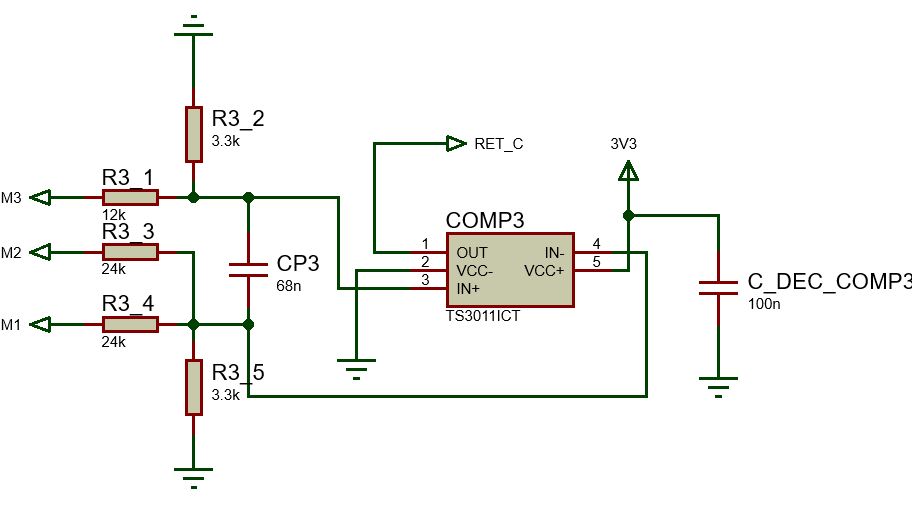 R3_2
3.3k
RET_C
3V3
R3_1
M3
12k
COMP3
R3_3
1
OUT
IN-
4
M2
2
VCC-
VCC+
5
24k
CP3
3
IN+
68n
C_DEC_COMP3
100n
R3_4
TS3011ICT
M1
24k
R3_5
3.3k